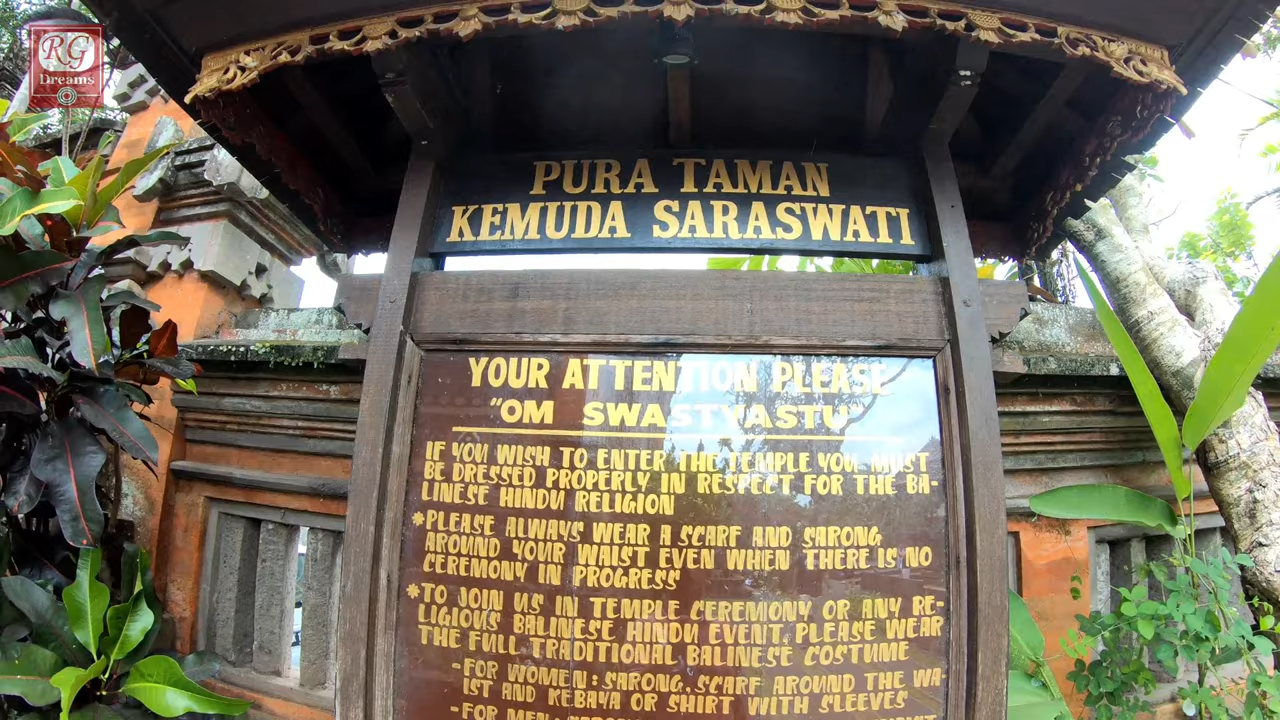 RG
Dreams
PURA TAMAN
KEMUDA SARASWATI
YOUR ATTENTION PLEASE
"OM SWASTYASTU"
IF YOU WISH TO ENTER THE TEMPLE YOU MUST
BE DRESSED PROPERLY IN RESPECT FOR THE BA-
LINESE HINDU RELIGION
*PLEASE ALWAYS WEAR A SCARF AND SARONG
AROUND YOUR WAIST EVEN WHEN THERE IS NO
CEREMONY IN PROGRESS
*TO JOIN US IN TEMPLE CEREMONY OR ANY RE-
LIGIOUS BALINESE HINDU EVENT, PLEASE WEAR
THE FULL TRADITIONAL BALINESE COSTUME
-FOR WOMEN: SARONG, SCARF AROUND THE WA-
IST AND KEBAYA OR SHIRT WITH SLEEVES
-FOR MEN: